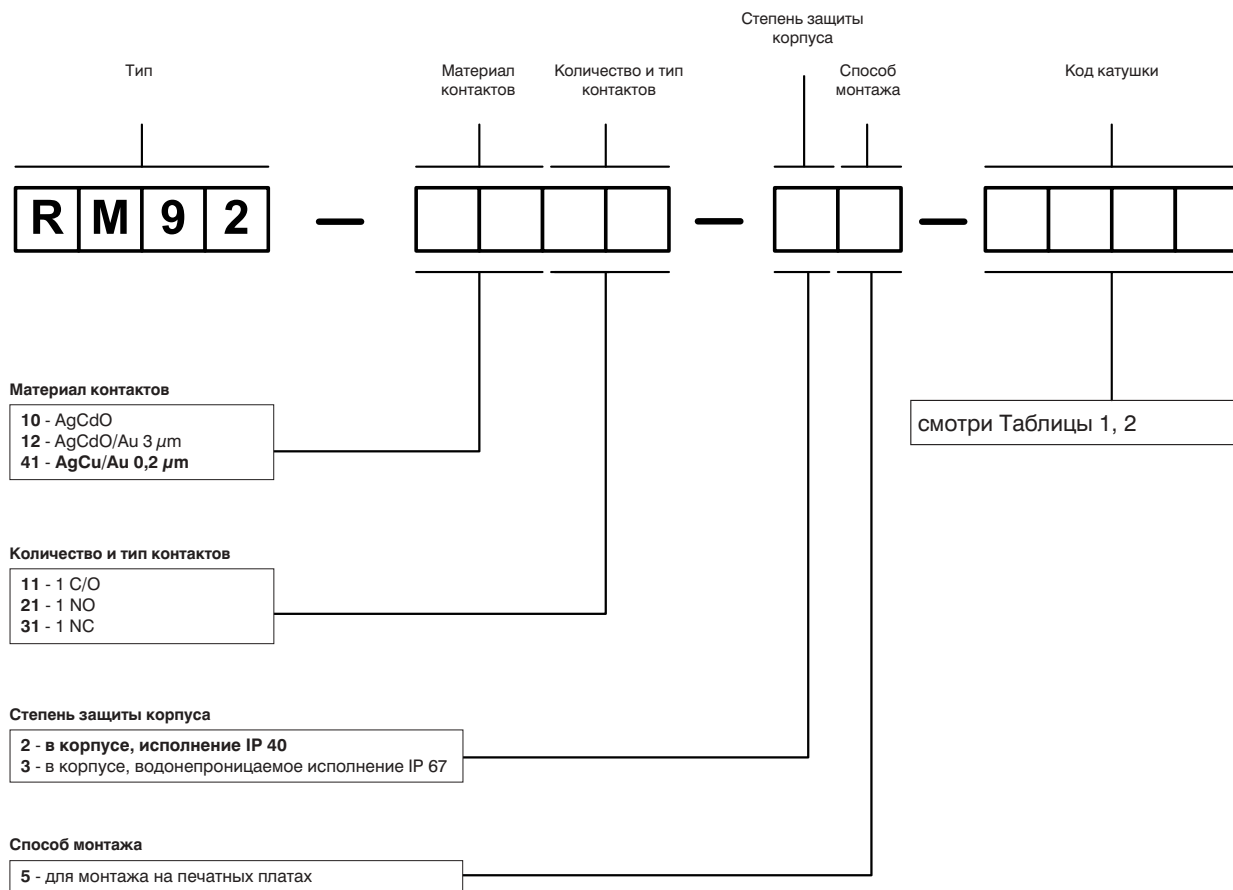 Степень защиты
корпуса
Тип
Материал
контактов
Количество и тип
контактов
Способ
монтажа
Код катушки
R M 9 2 – – –
Материал контактов
10 - AgCdO
12 - AgCdO/Au 3 µm
41 - AgCu/Au 0,2 µm
смотри Таблицы 1, 2
Количество и тип контактов
11 - 1 C/O
21 - 1 NO
31 - 1 NC
Степень защиты корпуса
2 - в корпусе, исполнение IP 40
3 - в корпусе, водонепроницаемое исполнение IP 67
Способ монтажа
5 - для монтажа на печатных платах